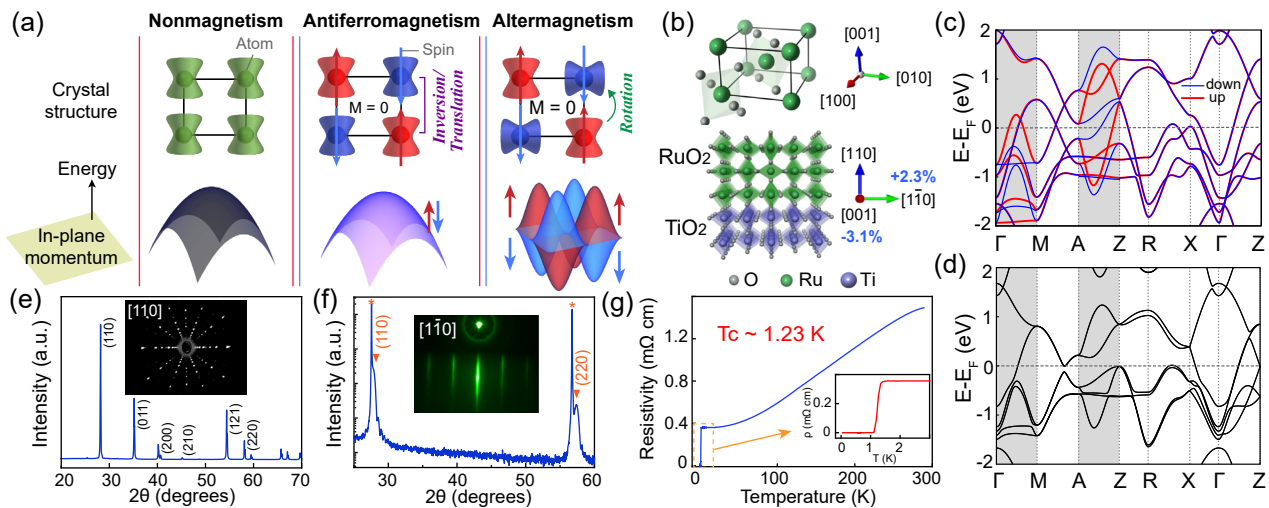 (a)
Nonmagnetism
Antiferromagnetism
Altermagnetism
Crystal
structure
Atom
Spin
M = 0
Inversion/
Translation
M = 0
Rotation
Energy
In-plane
momentum
(b)
[001]
[010]
[100]
RuO2
TiO2
[110]
+2.3%
[11̄0]
[001]
-3.1%
O
Ru
Ti
(c)
E-EF (eV)
2
1
0
-1
-2
down
up
Γ M A Z R X Γ Z
(d)
E-EF (eV)
2
1
0
-1
-2
Γ M A Z R X Γ Z
(e)
Intensity (a.u.)
[110]
(110)
(011)
(200)
(210)
(121)
(220)
20 30 40 50 60 70
2θ (degrees)
(f)
Intensity (a.u.)
[11̄0]
*
(110)
*
(220)
30 40 50 60
2θ (degrees)
(g)
Resistivity (mΩ cm)
1.6
1.2
0.8
0.4
0
Tc ~ 1.23 K
ρ (mΩ cm)
0.4
0.2
0
0 1 2
T (K)
0 100 200 300
Temperature (K)